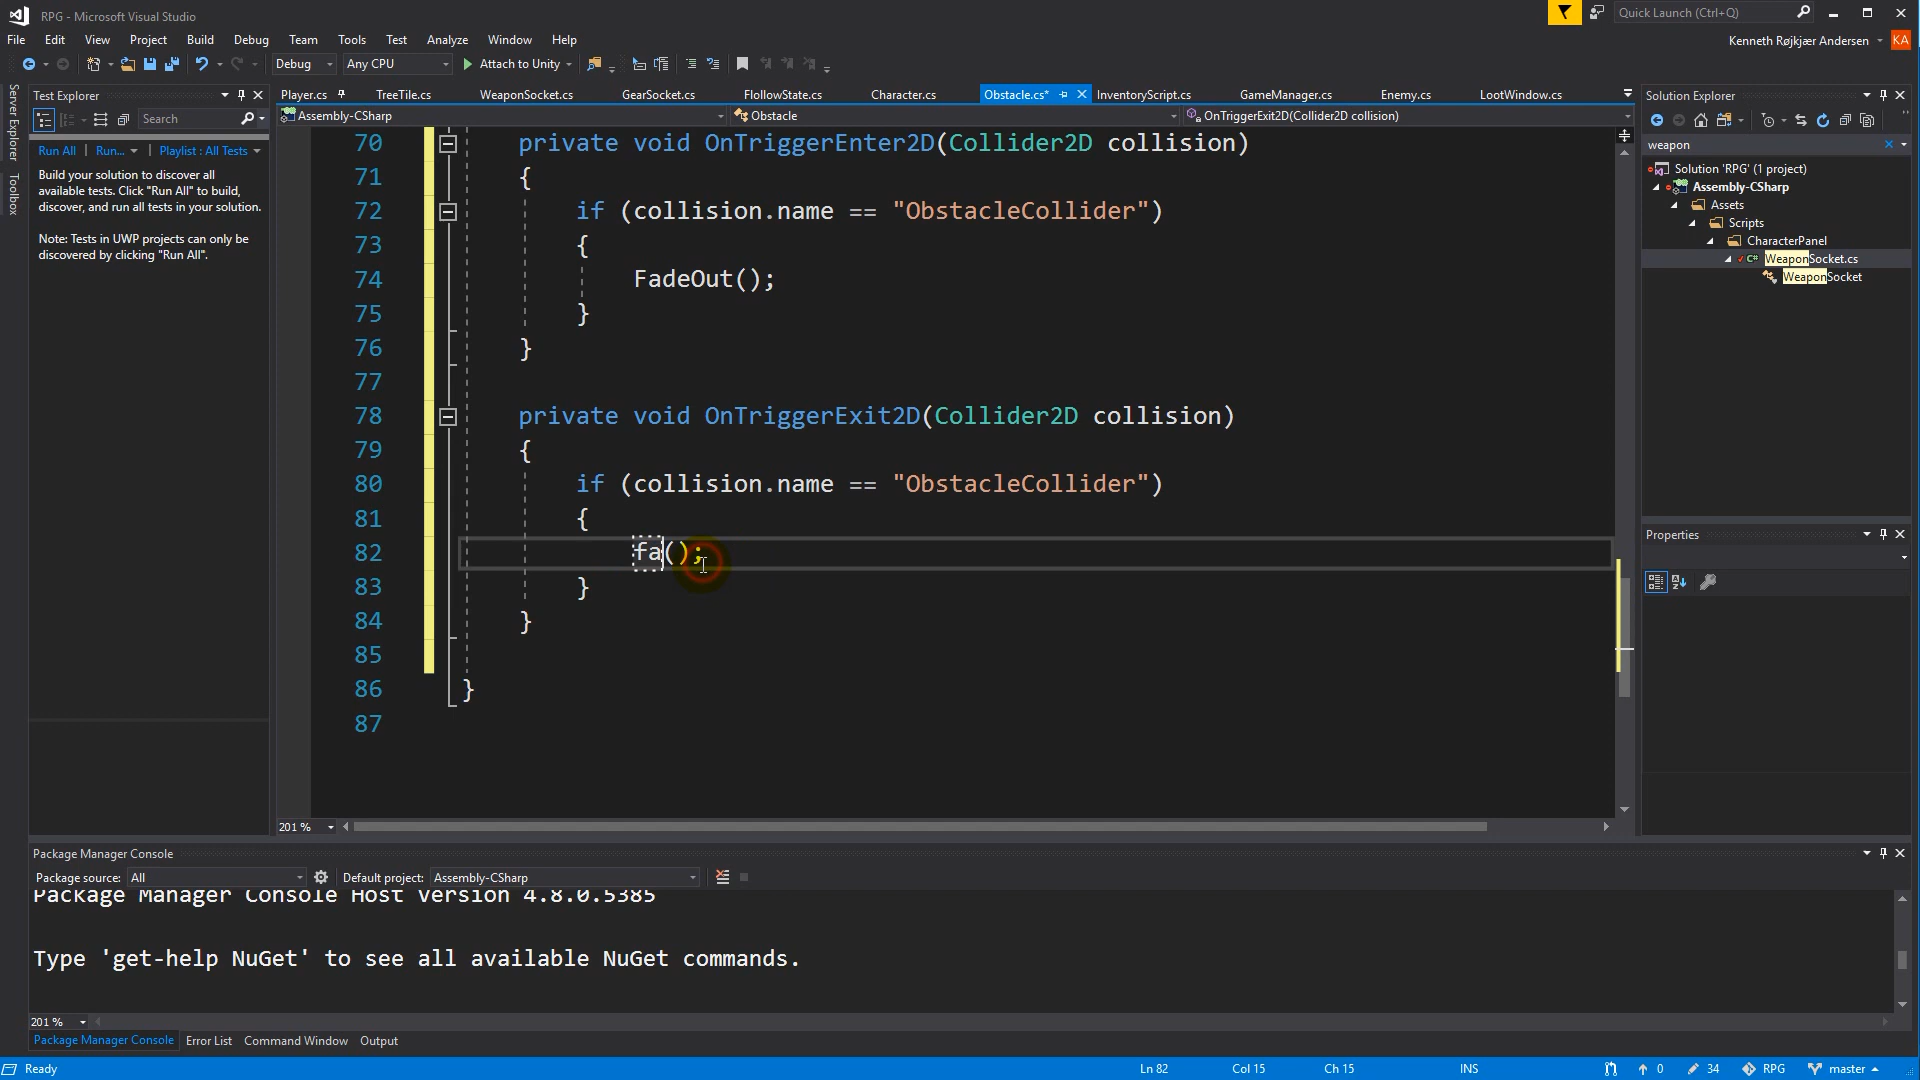 RPG - Microsoft Visual Studio
Quick Launch (Ctrl+Q)
File Edit View Project Build Debug Team Tools Test Analyze Window Help
Kenneth Røjkjær Andersen KA
Debug Any CPU Attach to Unity
Server Explorer
Toolbox
Test Explorer
Search
Run All Run... Playlist : All Tests
Build your solution to discover all
available tests. Click "Run All" to build,
discover, and run all tests in your solution.
Note: Tests in UWP projects can only be
discovered by clicking "Run All".
Player.cs TreeTile.cs WeaponSocket.cs GearSocket.cs FlollowState.cs Character.cs Obstacle.cs* InventoryScript.cs GameManager.cs Enemy.cs LootWindow.cs
Assembly-CSharp Obstacle OnTriggerExit2D(Collider2D collision)
70 private void OnTriggerEnter2D(Collider2D collision)
71 {
72 if (collision.name == "ObstacleCollider")
73 {
74 FadeOut();
75 }
76 }
77
78 private void OnTriggerExit2D(Collider2D collision)
79 {
80 if (collision.name == "ObstacleCollider")
81 {
82 fa();
83 }
84 }
85
86 }
87
201 %
Solution Explorer
weapon
Solution 'RPG' (1 project)
Assembly-CSharp
Assets
Scripts
CharacterPanel
WeaponSocket.cs
WeaponSocket
Properties
Package Manager Console
Package source: All Default project: Assembly-CSharp
Package Manager Console Host Version 4.8.0.5385
Type 'get-help NuGet' to see all available NuGet commands.
201 %
Package Manager Console Error List Command Window Output
Ready Ln 82 Col 15 Ch 15 INS 0 34 RPG master